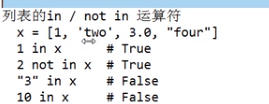 列表的in / not in 运算符
x = [1, 'two', 3.0, "four"]
1 in x # True
2 not in x # True
"3" in x # False
10 in x # False